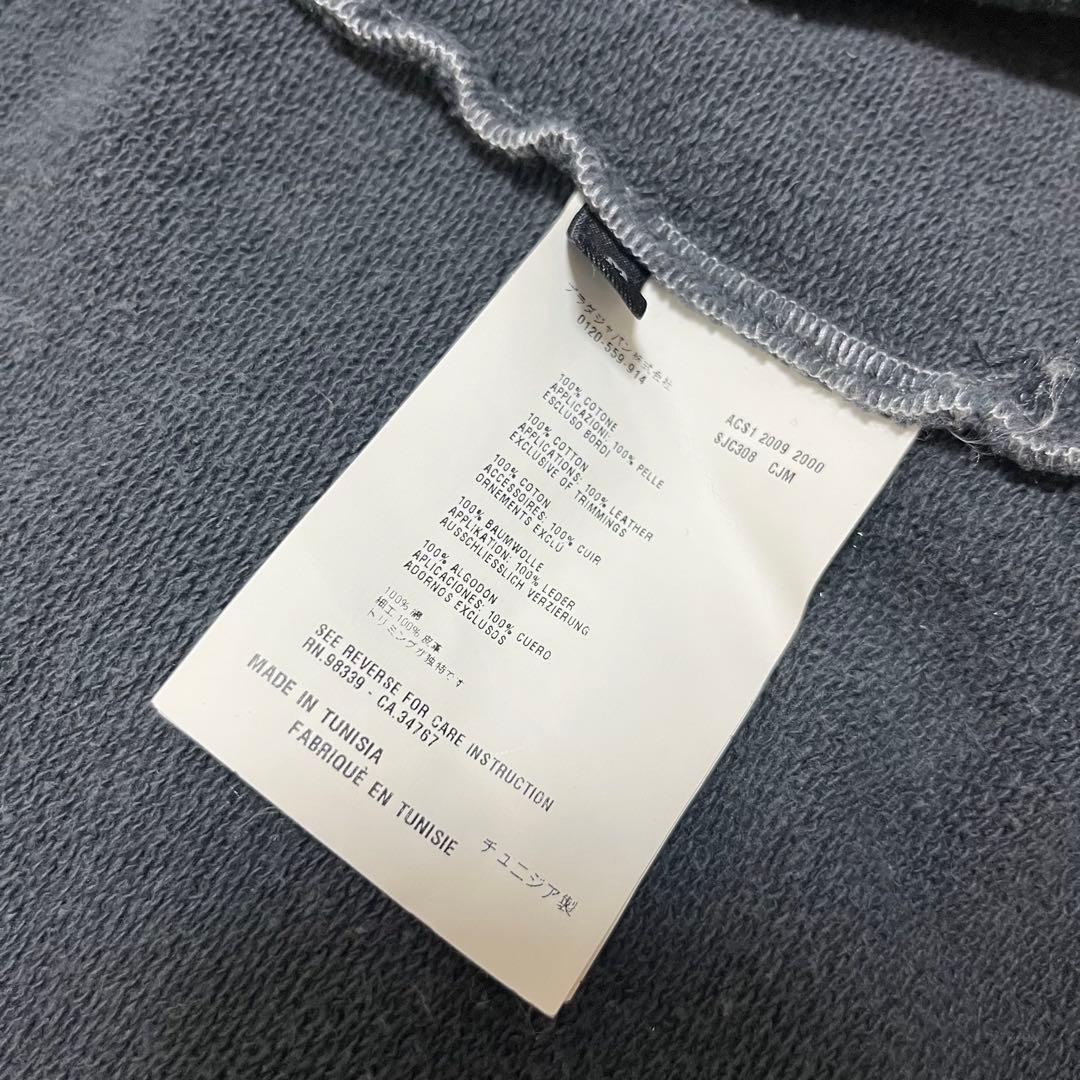 プラダジャパン株式会社
0120-559-914
ACS1 2009 2000
SJC308 CJM
100% COTONE
APPLICAZIONI: 100% PELLE
ESCLUSO BORDI
100% COTTON
APPLICATIONS: 100% LEATHER
EXCLUSIVE OF TRIMMINGS
100% COTON
ACCESSOIRES: 100% CUIR
ORNEMENTS EXCLÚ
100% BAUMWOLLE
APPLIKATION: 100% LEDER
AUSSCHLIESSLICH VERZIERUNG
100% ALGODON
APLICACIONES: 100% CUERO
ADORNOS EXCLUSOS
100% 綿
細工:100% 皮革
トリミングが独特です
SEE REVERSE FOR CARE INSTRUCTION
RN.98339 - CA.34767
MADE IN TUNISIA
FABRIQUÈ EN TUNISIE
チュニジア製